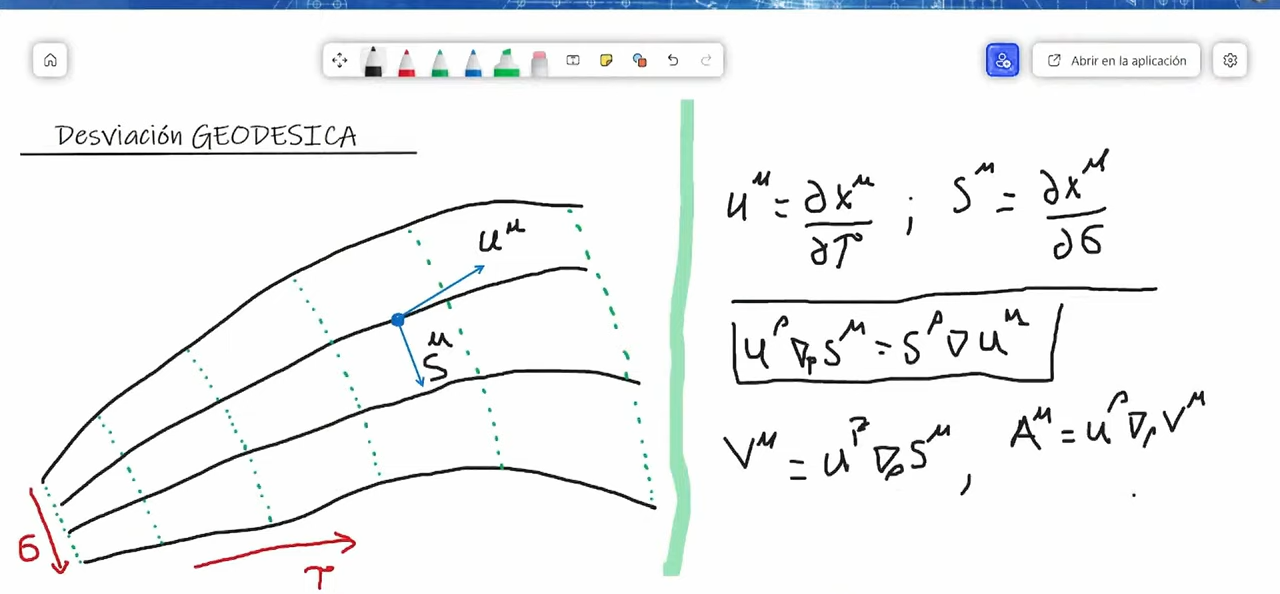 Abrir en la aplicación
Desviación GEODESICA
u^μ = ∂x^μ/∂τ ; S^μ = ∂x^μ/∂σ
u^μ
S^μ
u^ρ ∇_ρ S^μ = S^ρ ∇ u^μ
V^μ = u^ρ ∇_ρ S^μ , A^μ = u^ρ ∇_ρ V^μ
σ
τ